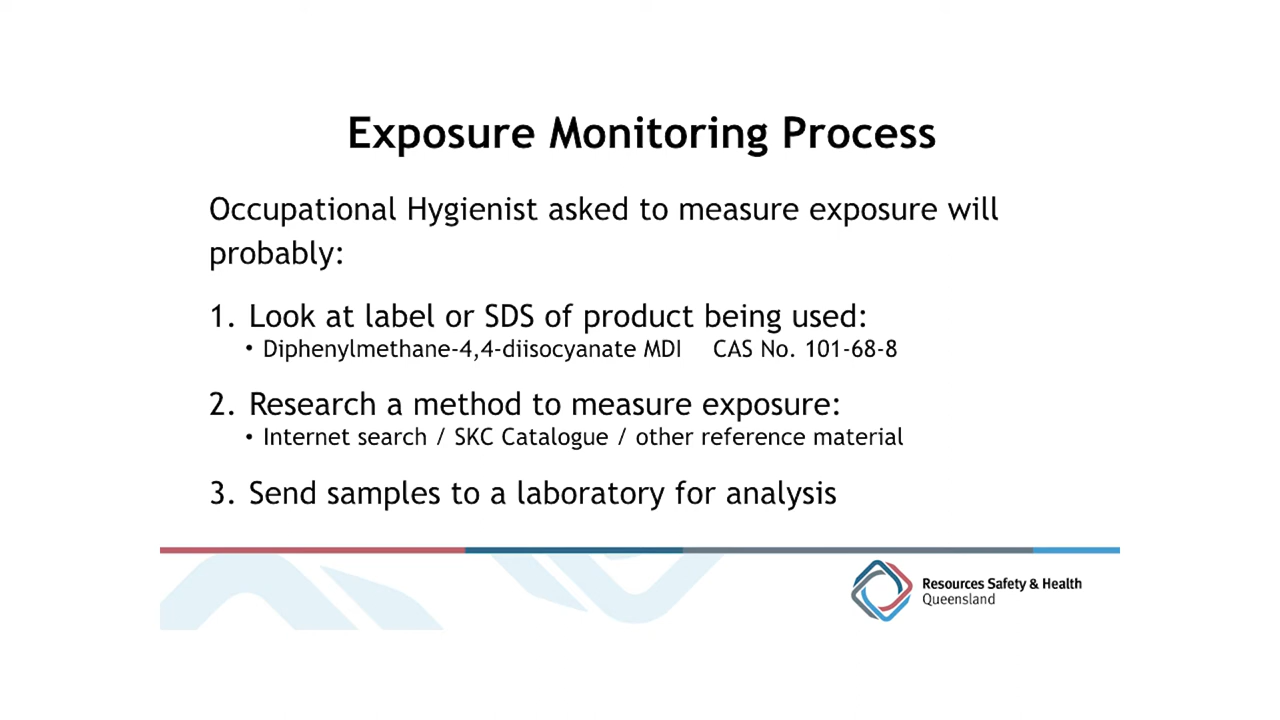 Exposure Monitoring Process
Occupational Hygienist asked to measure exposure will
probably:
1. Look at label or SDS of product being used:
• Diphenylmethane-4,4-diisocyanate MDI CAS No. 101-68-8
2. Research a method to measure exposure:
• Internet search / SKC Catalogue / other reference material
3. Send samples to a laboratory for analysis
Resources Safety & Health
Queensland